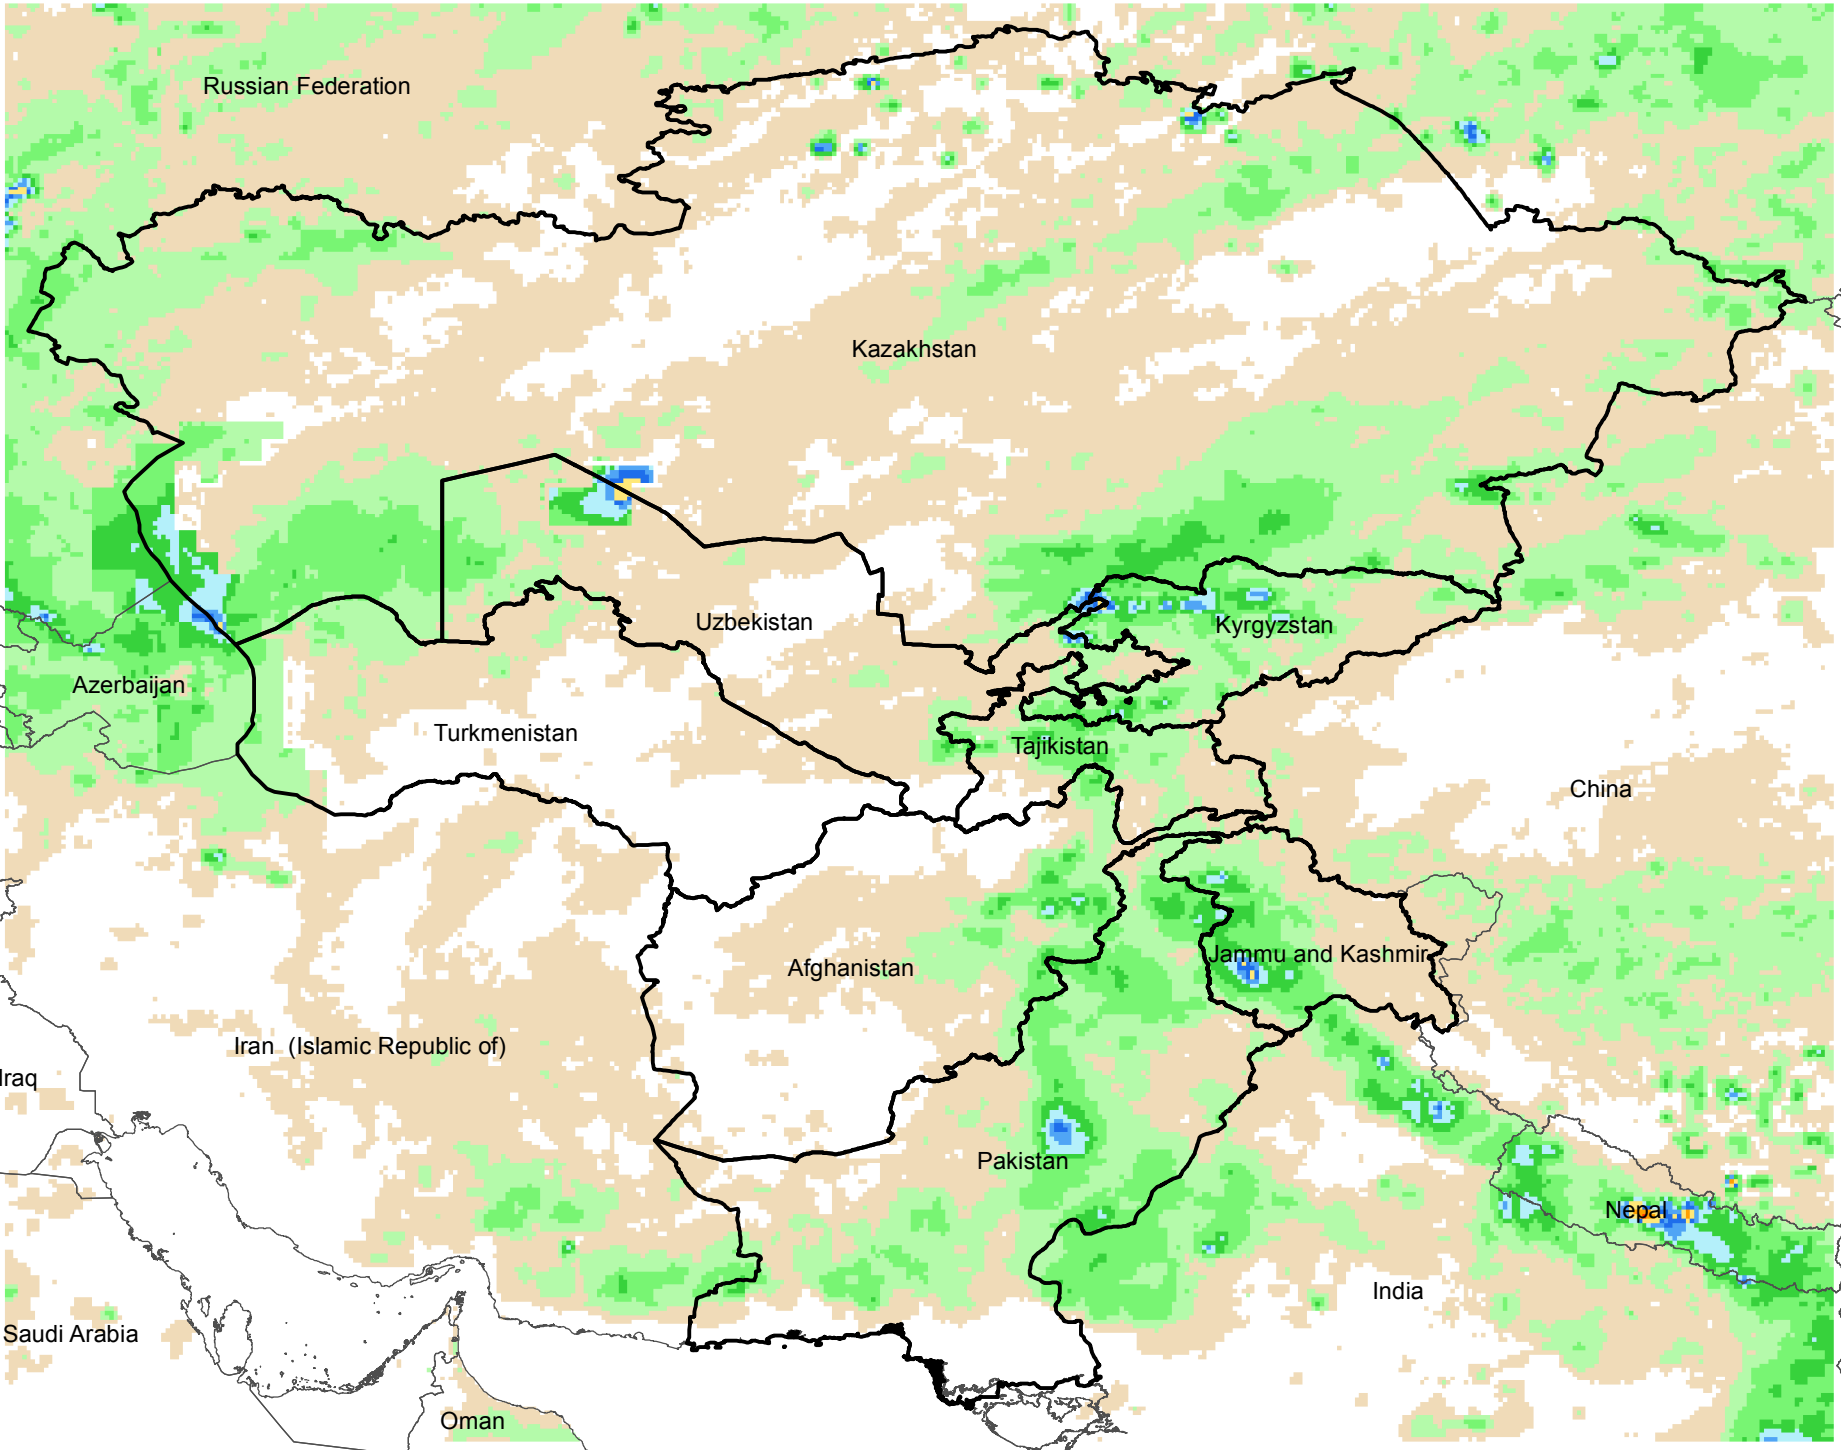 Russian Federation
Kazakhstan
Uzbekistan
Kyrgyzstan
Azerbaijan
Turkmenistan
Tajikistan
China
Jammu and Kashmir
Afghanistan
Iran (Islamic Republic of)
Iraq
Pakistan
Nepal
India
Saudi Arabia
Oman